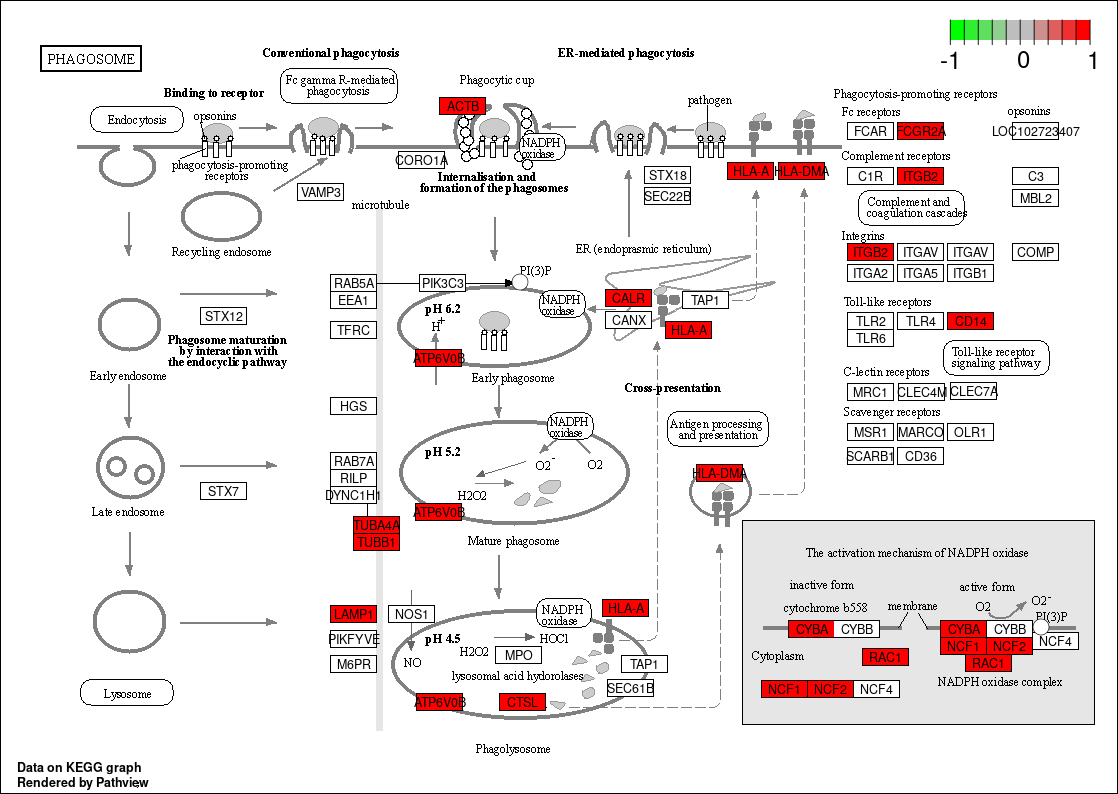 PHAGOSOME
Conventional phagocytosis
ER-mediated phagocytosis
-1
0
1
Binding to receptor
Fc gamma R-mediated
phagocytosis
Phagocytic cup
Endocytosis
opsonins
ACTB
pathogen
NADPH
oxidase
phagocytosis-promoting
receptors
CORO1A
Internalisation and
formation of the phagosomes
VAMP3
microtubule
STX18
SEC22B
HLA-A
HLA-DMA
Phagocytosis-promoting receptors
Fc receptors
opsonins
FCAR
FCGR2A
LOC102723407
Complement receptors
C1R
ITGB2
C3
MBL2
Complement and
coagulation cascades
Integrins
ITGB2
ITGAV
ITGAV
COMP
ITGA2
ITGA5
ITGB1
Toll-like receptors
TLR2
TLR4
CD14
TLR6
Toll-like receptor
signaling pathway
C-lectin receptors
MRC1
CLEC4M
CLEC7A
Scavenger receptors
MSR1
MARCO
OLR1
SCARB1
CD36
Recycling endosome
ER (endoprasmic reticulum)
RAB5A
PIK3C3
PI(3)P
EEA1
TFRC
STX12
pH 6.2
H+
NADPH
oxidase
CALR
CANX
TAP1
HLA-A
Phagosome maturation
by interaction with
the endocyclic pathway
ATP6V0B
Early endosome
Early phagosome
Cross-presentation
HGS
NADPH
oxidase
Antigen processing
and presentation
pH 5.2
O2-
O2
RAB7A
RILP
DYNC1H1
STX7
H2O2
HLA-DMA
Late endosome
ATP6V0B
TUBA4A
TUBB1
Mature phagosome
LAMP1
NOS1
NADPH
oxidase
HLA-A
PIKFYVE
pH 4.5
HOCl
H2O2
MPO
M6PR
NO
TAP1
lysosomal acid hydorolases
SEC61B
Lysosome
ATP6V0B
CTSL
Phagolysosome
The activation mechanism of NADPH oxidase
inactive form
active form
cytochrome b558
membrane
O2
O2-
PI(3)P
CYBA
CYBB
CYBA
CYBB
NCF1
NCF2
NCF4
Cytoplasm
RAC1
RAC1
NCF1
NCF2
NCF4
NADPH oxidase complex
Data on KEGG graph
Rendered by Pathview